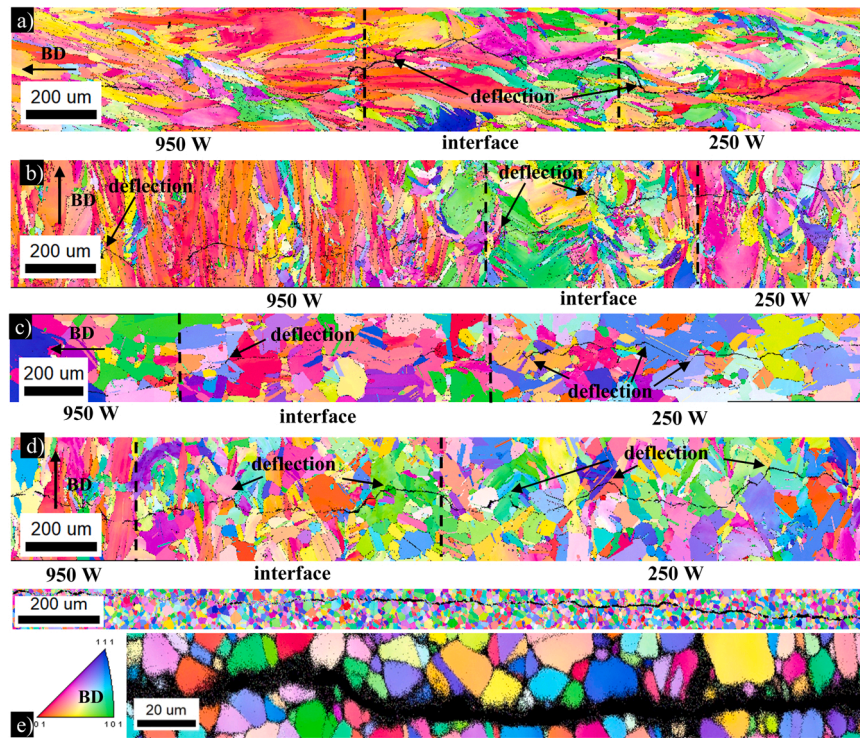 a)
BD
200 um
deflection
950 W
interface
250 W
b)
BD
deflection
deflection
200 um
950 W
interface
250 W
c)
BD
deflection
deflection
200 um
950 W
interface
250 W
d)
BD
deflection
deflection
200 um
950 W
interface
250 W
200 um
1 1 1
BD
0 1
1 0 1
e)
20 um